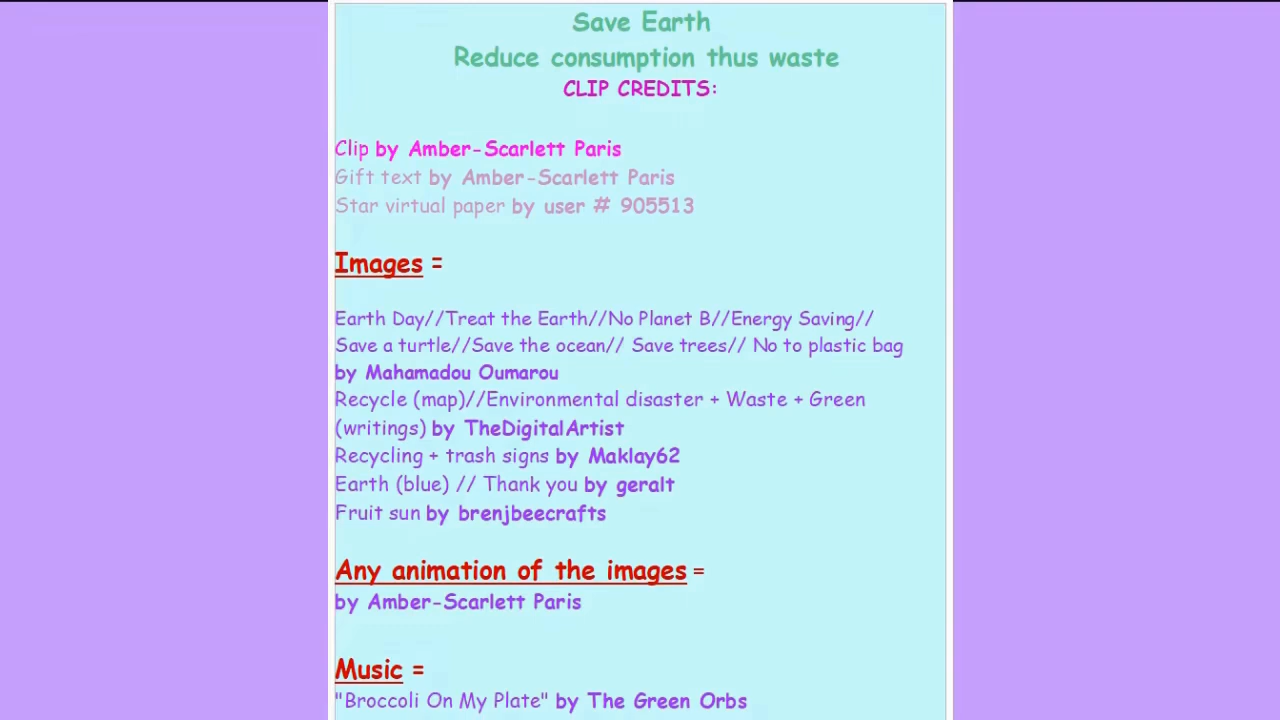 Save Earth
Reduce consumption thus waste
CLIP CREDITS:
Clip by Amber-Scarlett Paris
Gift text by Amber-Scarlett Paris
Star virtual paper by user # 905513
Images =
Earth Day//Treat the Earth//No Planet B//Energy Saving//
Save a turtle//Save the ocean// Save trees// No to plastic bag
by Mahamadou Oumarou
Recycle (map)//Environmental disaster + Waste + Green
(writings) by TheDigitalArtist
Recycling + trash signs by Maklay62
Earth (blue) // Thank you by geralt
Fruit sun by brenjbeecrafts
Any animation of the images =
by Amber-Scarlett Paris
Music =
"Broccoli On My Plate" by The Green Orbs